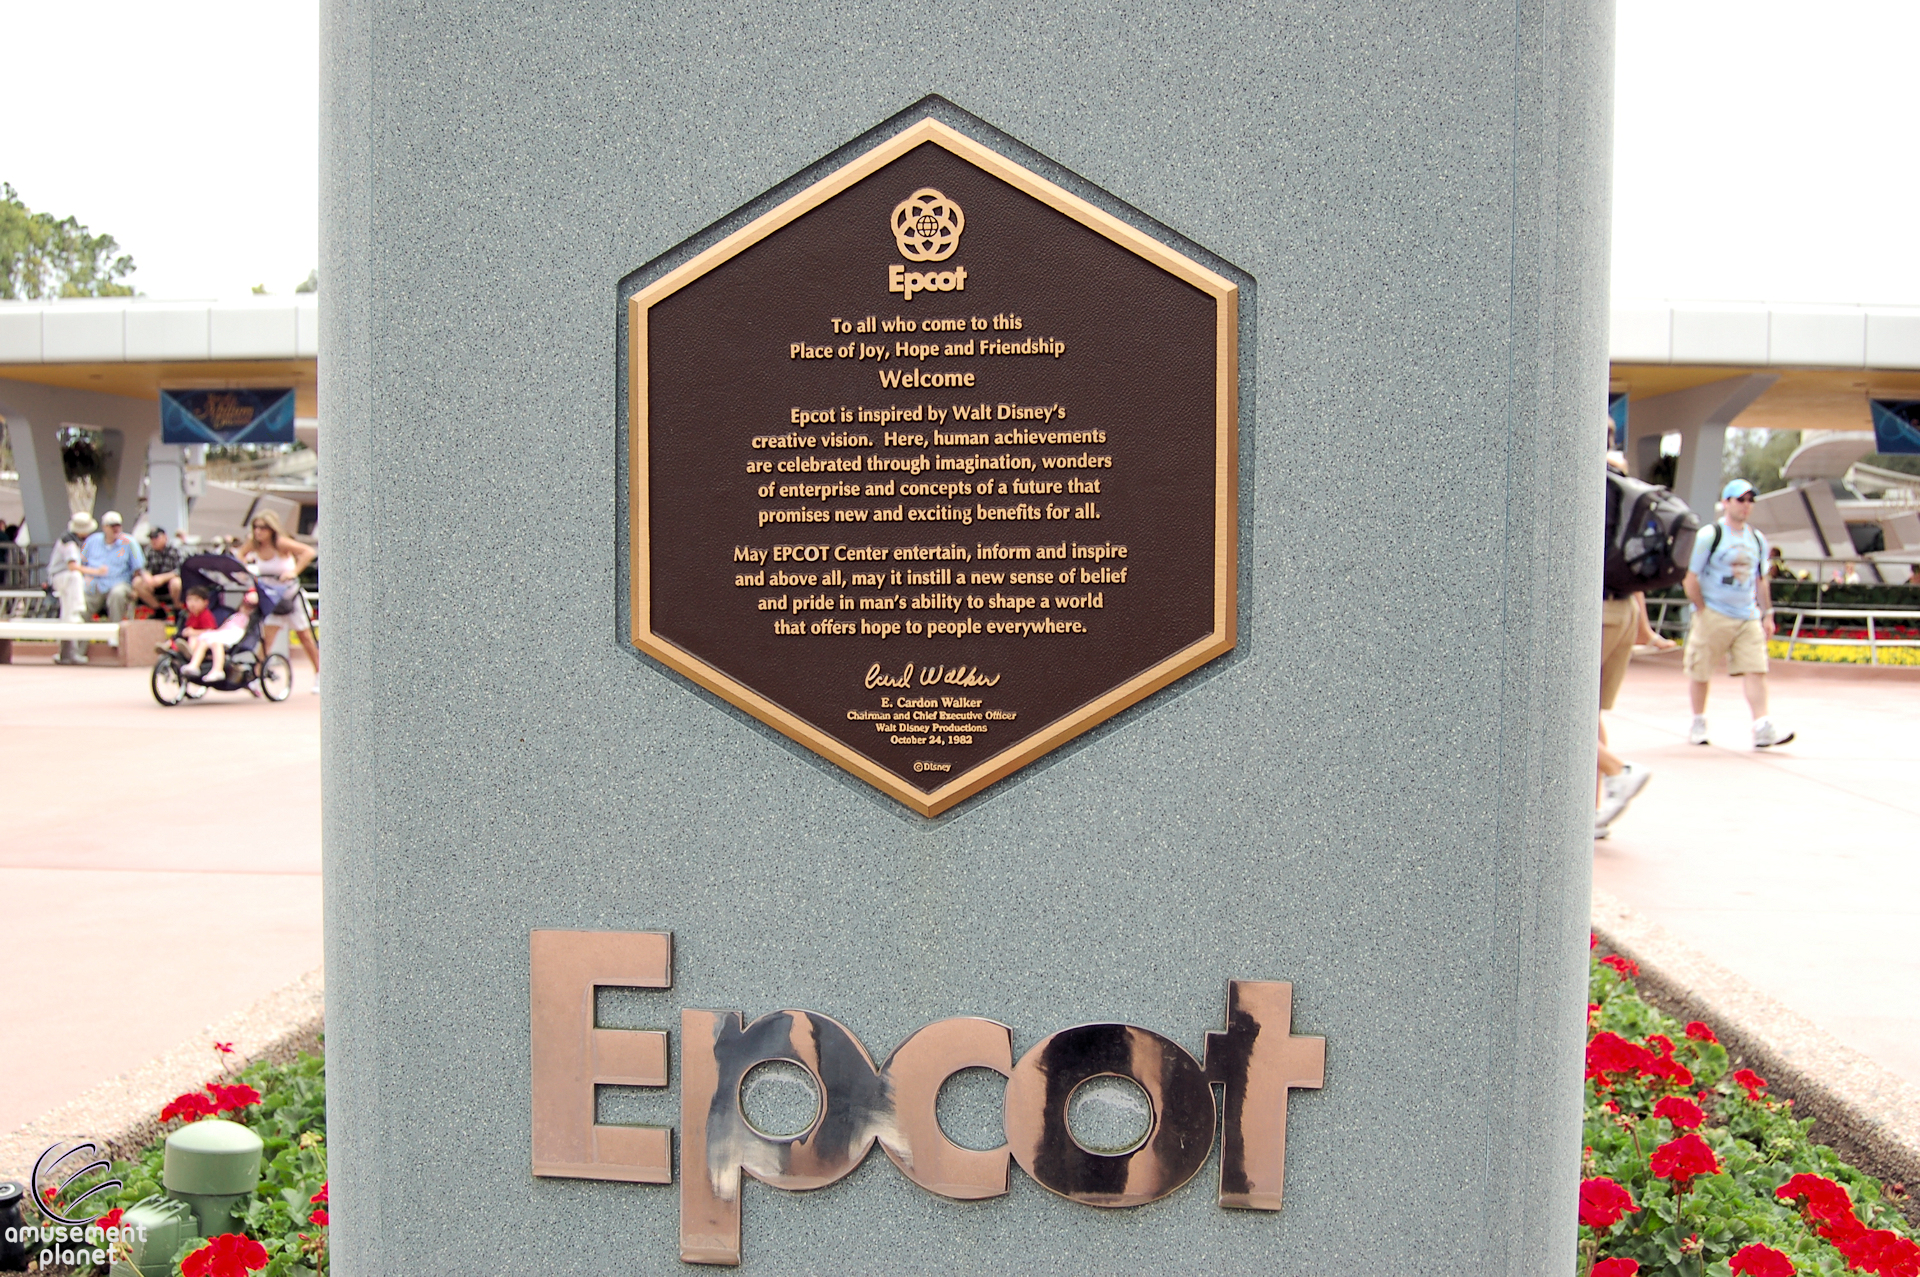 Epcot
To all who come to this
Place of Joy, Hope and Friendship
Welcome
Epcot is inspired by Walt Disney's
creative vision. Here, human achievements
are celebrated through imagination, wonders
of enterprise and concepts of a future that
promises new and exciting benefits for all.
May EPCOT Center entertain, inform and inspire
and above all, may it instill a new sense of belief
and pride in man's ability to shape a world
that offers hope to people everywhere.
Card Walker
E. Cardon Walker
Chairman and Chief Executive Officer
Walt Disney Productions
October 24, 1982
©Disney
Epcot
amusement
planet